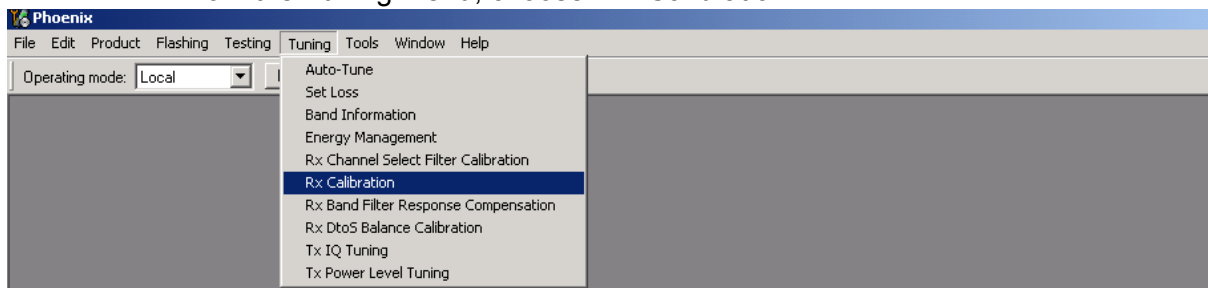 Phoenix
File Edit Product Flashing Testing Tuning Tools Window Help
Operating mode: Local
Auto-Tune
Set Loss
Band Information
Energy Management
Rx Channel Select Filter Calibration
Rx Calibration
Rx Band Filter Response Compensation
Rx DtoS Balance Calibration
Tx IQ Tuning
Tx Power Level Tuning